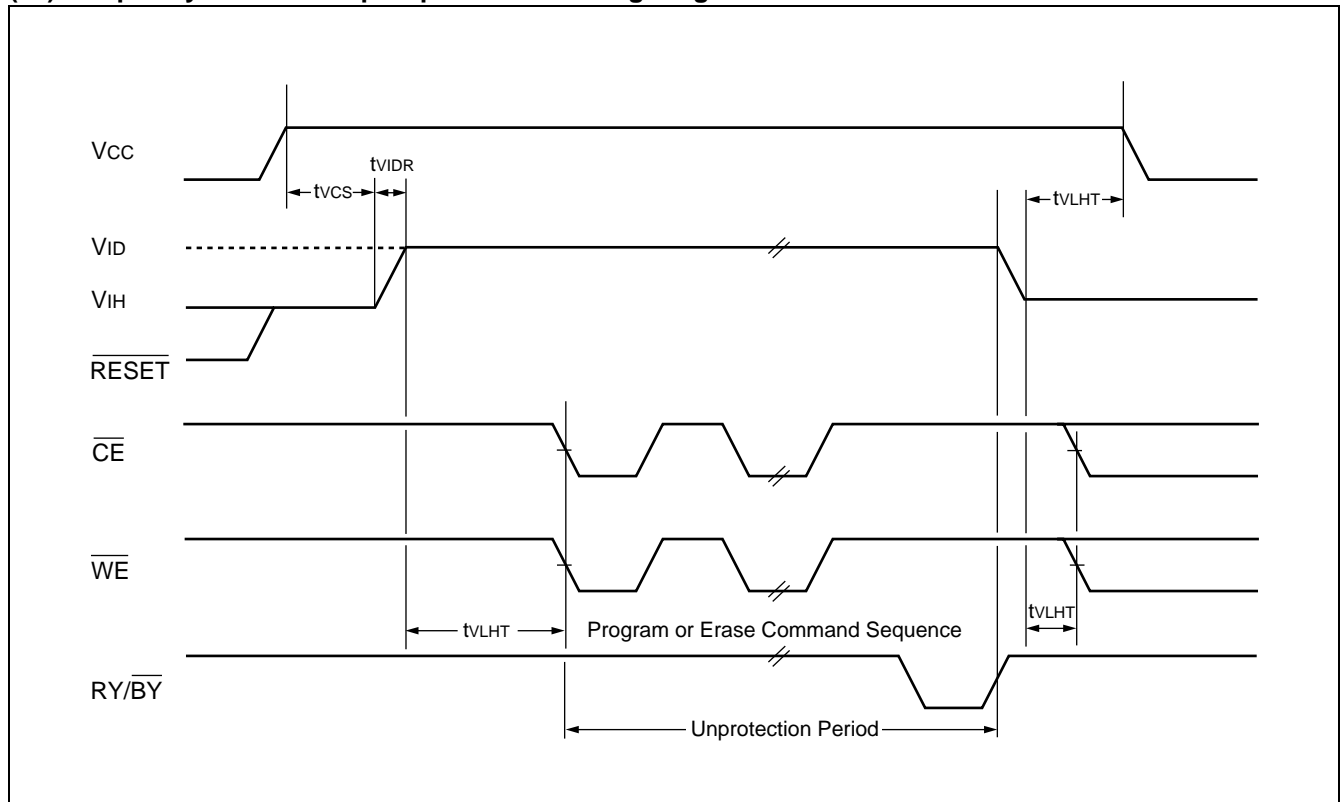 VCC
tVIDR
tVCS
tVLHT
VID
VIH
RESET
CE
WE
tVLHT
Program or Erase Command Sequence
tVLHT
RY/BY
Unprotection Period